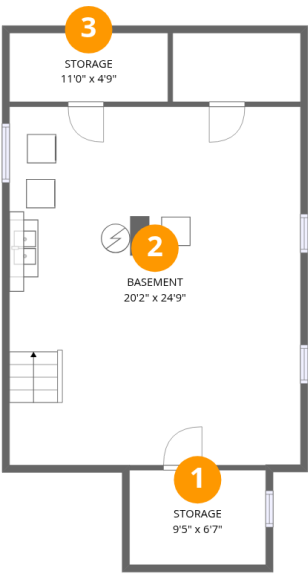 3
STORAGE
11'0" x 4'9"
2
BASEMENT
20'2" x 24'9"
1
STORAGE
9'5" x 6'7"